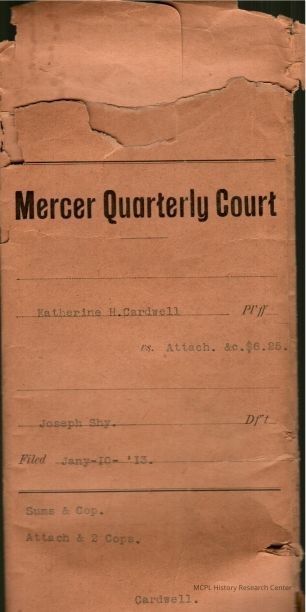 Mercer Quarterly Court
Katherine H.Cardwell Pl'ff
vs. Attach. &c.$6.25.
Joseph Shy. Df't
Filed Jany-10- '13.
Sums & Cop.
Attach & 2 Cops.
MCPL History Research Center
Cardwell.